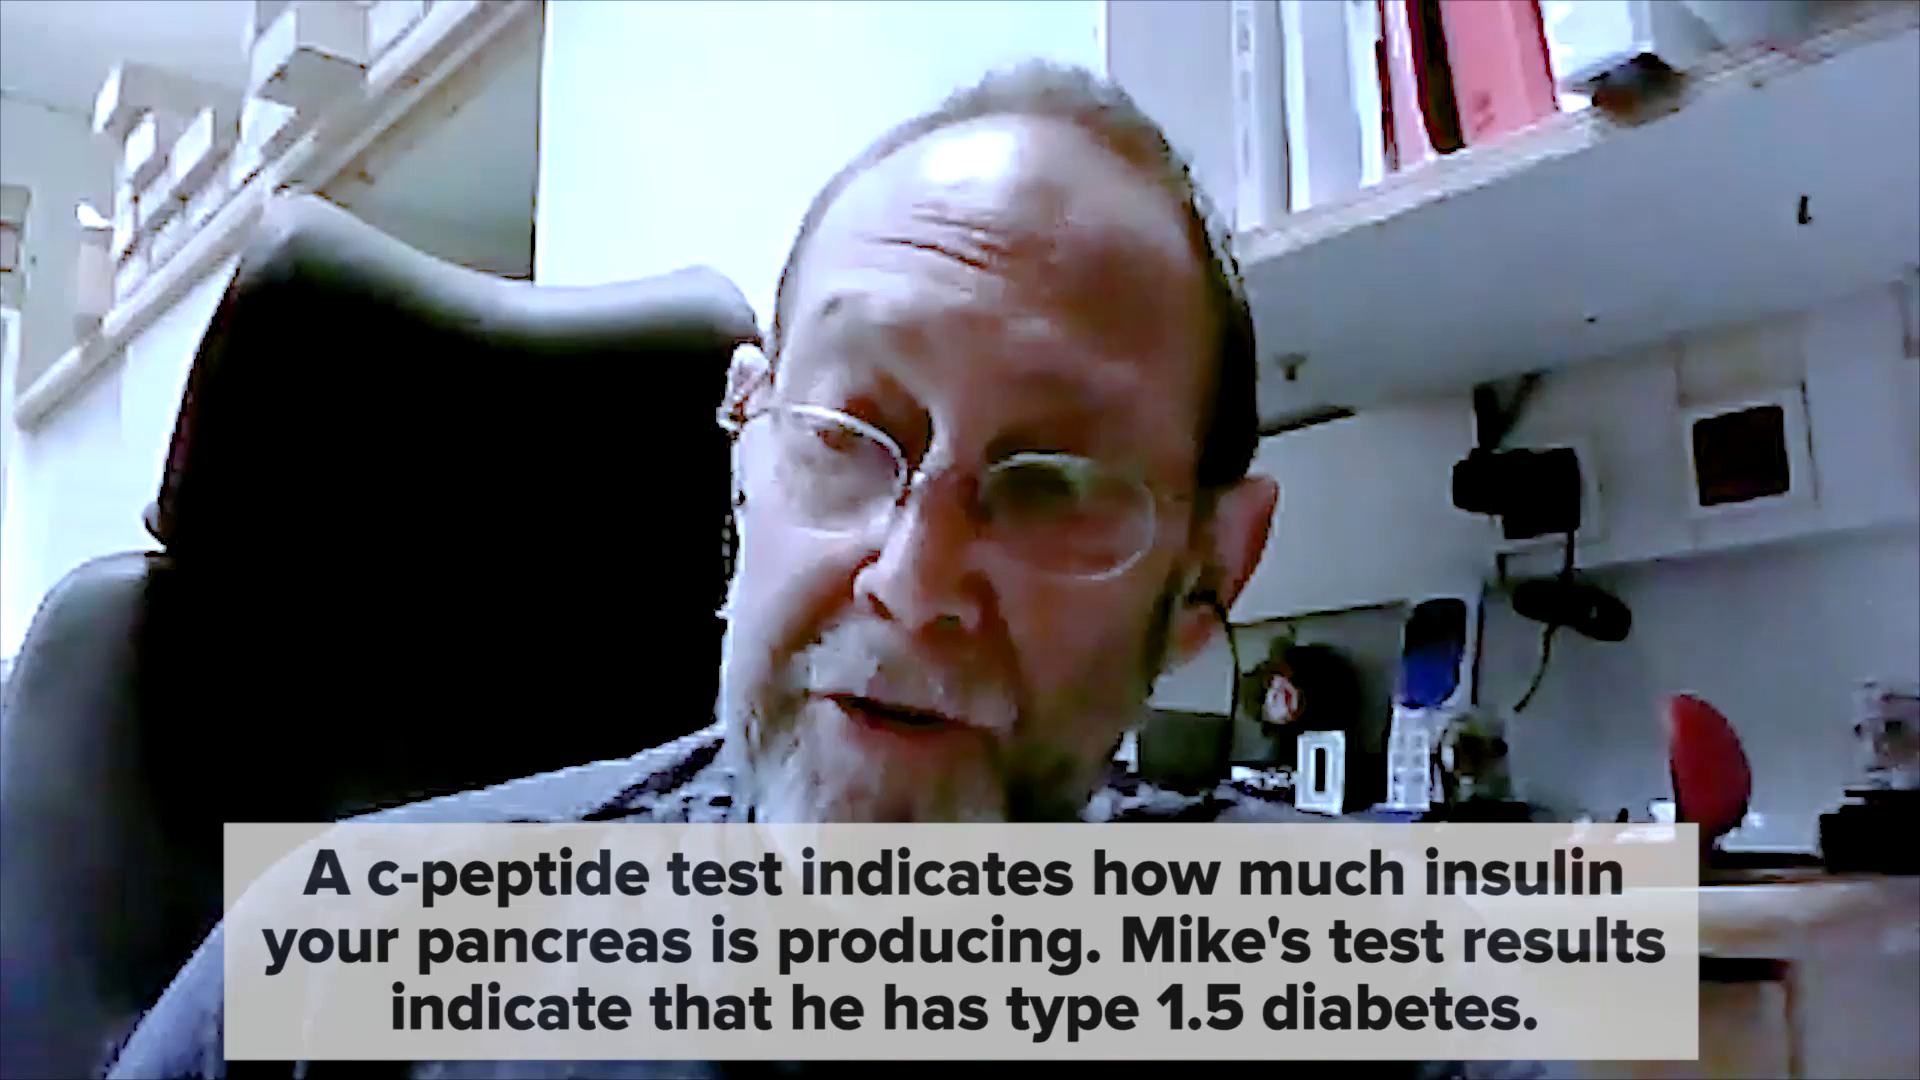 A c-peptide test indicates how much insulin
your pancreas is producing. Mike's test results
indicate that he has type 1.5 diabetes.